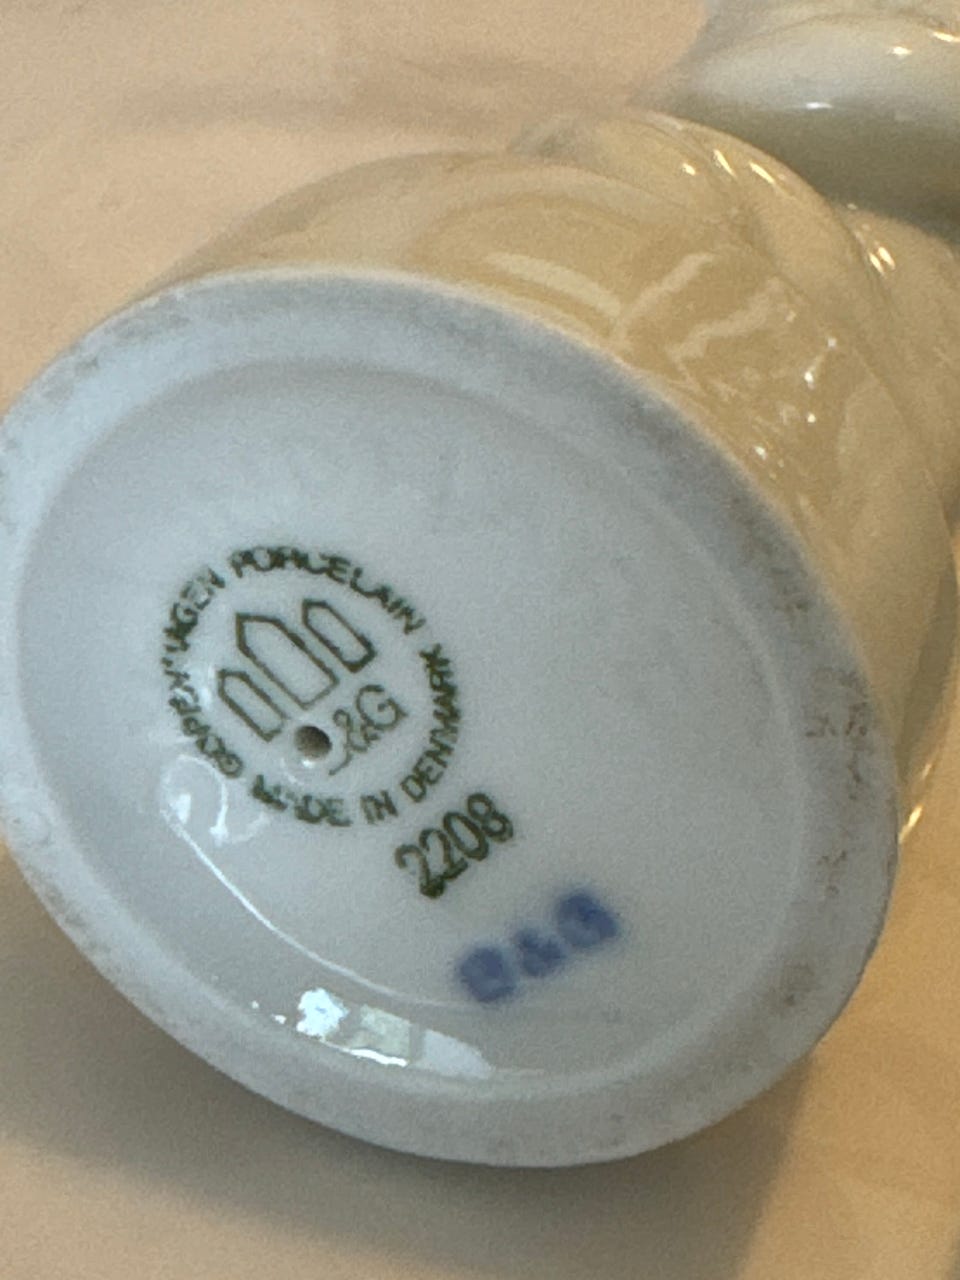 COPENHAGEN PORCELAIN
B&G
MADE IN DENMARK
2208
B&G